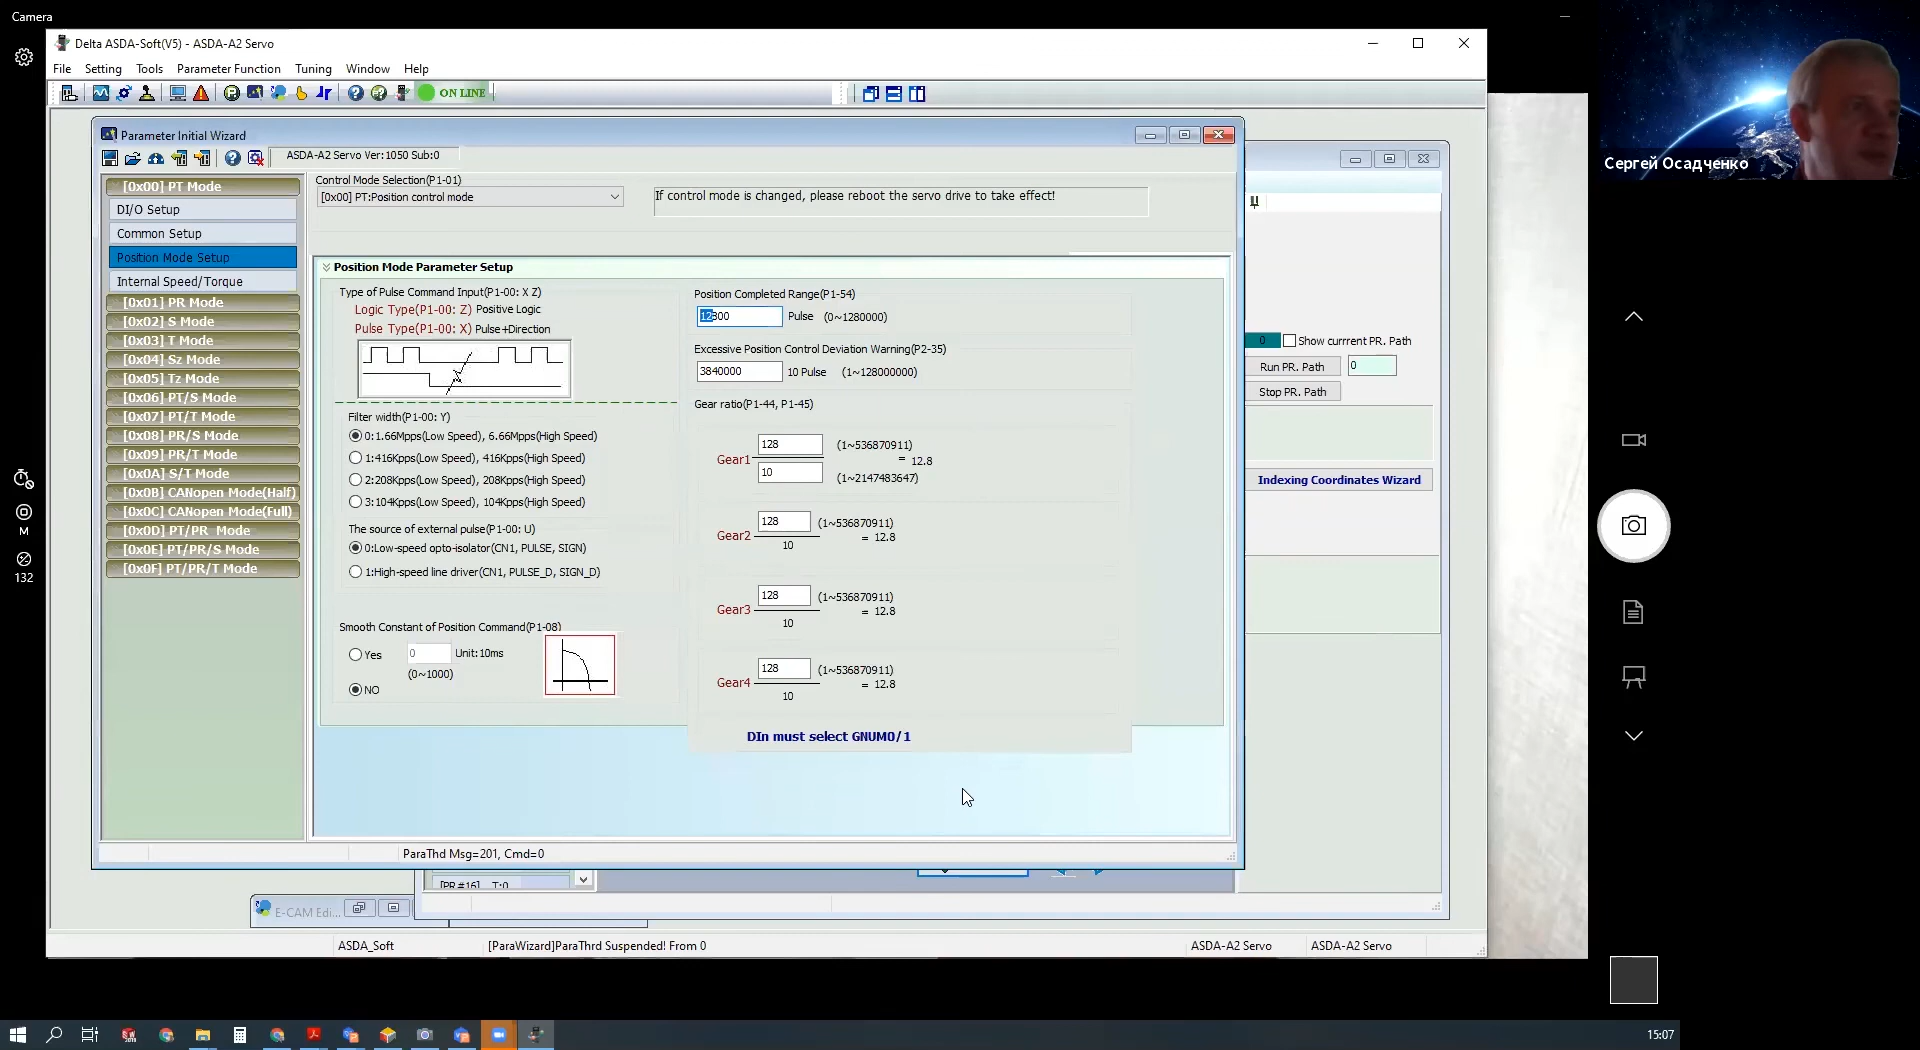 Camera
Delta ASDA-Soft(V5) - ASDA-A2 Servo
File Setting Tools Parameter Function Tuning Window Help
ON LINE
Parameter Initial Wizard
ASDA-A2 Servo Ver:1050 Sub:0
[0x00] PT Mode
DI/O Setup
Common Setup
Position Mode Setup
Internal Speed/Torque
[0x01] PR Mode
[0x02] S Mode
[0x03] T Mode
[0x04] Sz Mode
[0x05] Tz Mode
[0x06] PT/S Mode
[0x07] PT/T Mode
[0x08] PR/S Mode
[0x09] PR/T Mode
[0x0A] S/T Mode
[0x0B] CANopen Mode(Half)
[0x0C] CANopen Mode(Full)
[0x0D] PT/PR Mode
[0x0E] PT/PR/S Mode
[0x0F] PT/PR/T Mode
Control Mode Selection(P1-01)
[0x00] PT:Position control mode
If control mode is changed, please reboot the servo drive to take effect!
Position Mode Parameter Setup
Type of Pulse Command Input(P1-00: X Z)
Logic Type(P1-00: Z) Positive Logic
Pulse Type(P1-00: X) Pulse+Direction
Filter width(P1-00: Y)
0:1.66Mpps(Low Speed), 6.66Mpps(High Speed)
1:416Kpps(Low Speed), 416Kpps(High Speed)
2:208Kpps(Low Speed), 208Kpps(High Speed)
3:104Kpps(Low Speed), 104Kpps(High Speed)
The source of external pulse(P1-00: U)
0:Low-speed opto-isolator(CN1, PULSE, SIGN)
1:High-speed line driver(CN1, PULSE_D, SIGN_D)
Smooth Constant of Position Command(P1-08)
Yes 0 Unit:10ms
(0~1000)
NO
Position Completed Range(P1-54)
12800 Pulse (0~1280000)
Excessive Position Control Deviation Warning(P2-35)
3840000 10 Pulse (1~128000000)
Gear ratio(P1-44, P1-45)
128 (1~536870911)
Gear1 = 12.8
10 (1~2147483647)
128 (1~536870911)
Gear2 = 12.8
10
128 (1~536870911)
Gear3 = 12.8
10
128 (1~536870911)
Gear4 = 12.8
10
DIn must select GNUM0/1
ParaThd Msg=201, Cmd=0
0 Show currrent PR. Path
Run PR. Path 0
Stop PR. Path
Indexing Coordinates Wizard
[PR#16] T:0
E-CAM Edi...
ASDA_Soft [ParaWizard]ParaThrd Suspended! From 0 ASDA-A2 Servo ASDA-A2 Servo
Сергей Осадченко
M
132
15:07